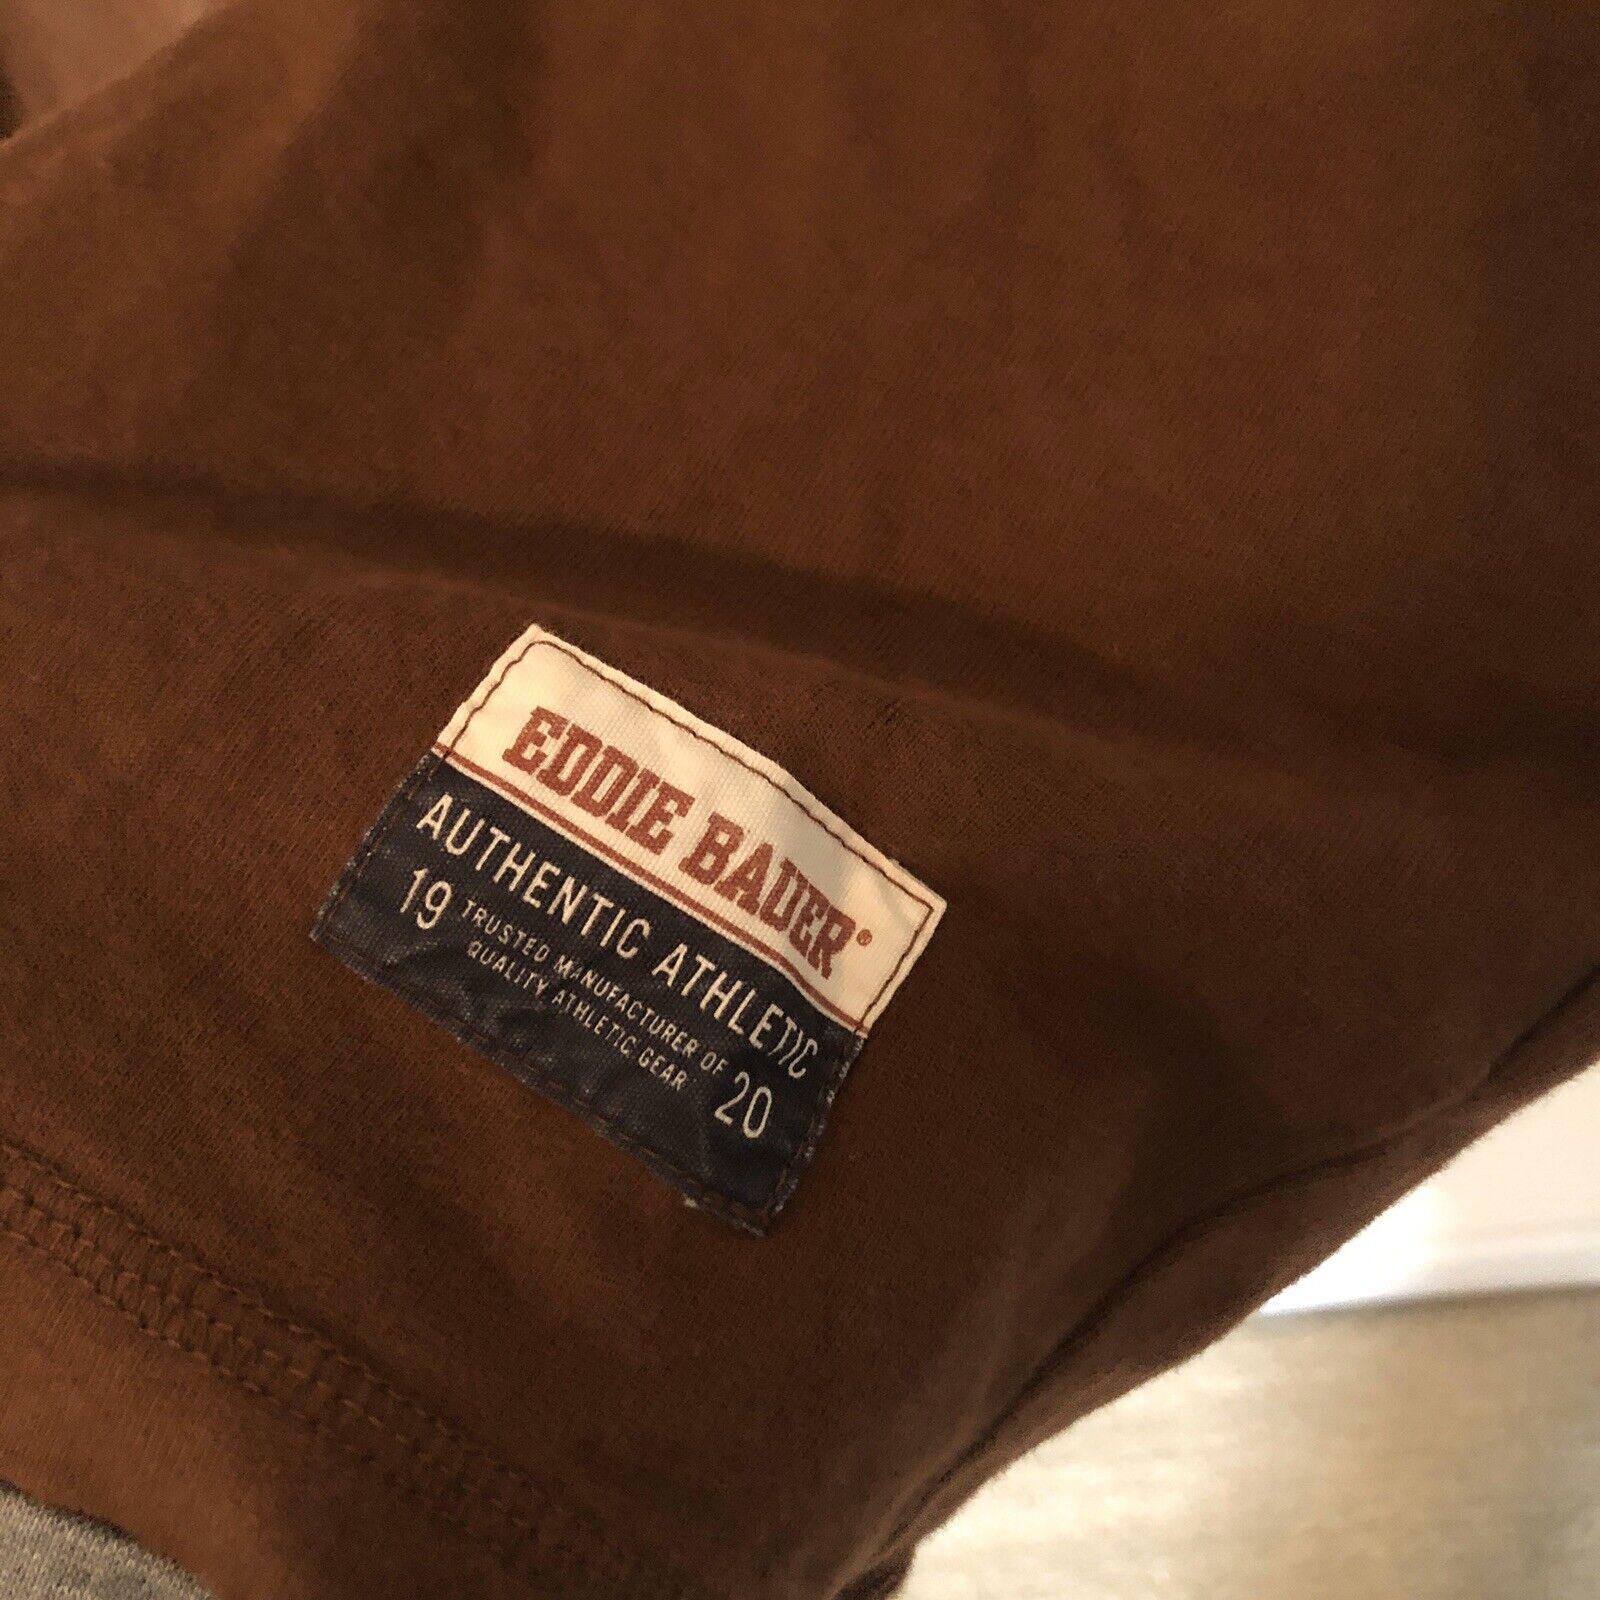 EDDIE BAUER®
AUTHENTIC ATHLETIC
19 TRUSTED MANUFACTURER OF
QUALITY ATHLETIC GEAR 20